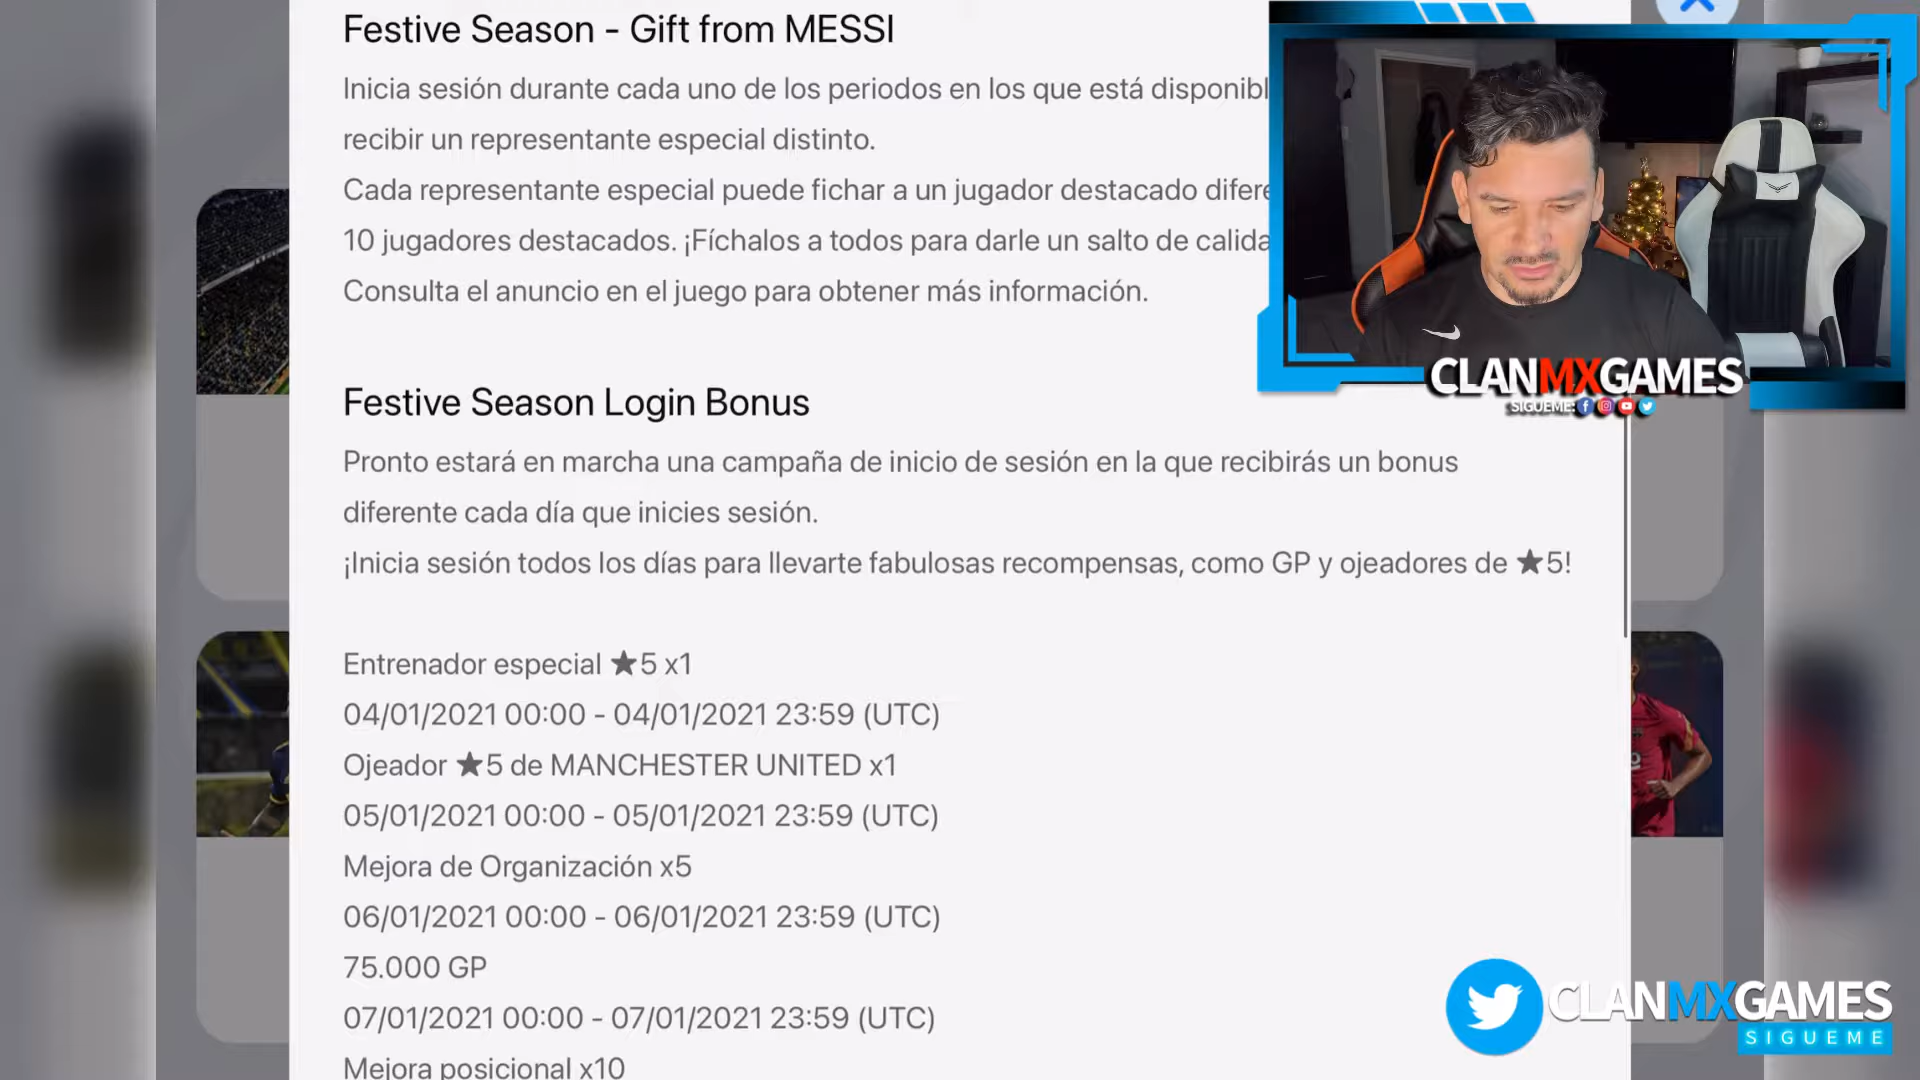 Festive Season - Gift from MESSI
Inicia sesión durante cada uno de los periodos en los que está
recibir un representante especial distinto.
Cada representante especial puede fichar a un jugador destacado
10 jugadores destacados. ¡Fíchalos a todos para darle un salto de
Consulta el anuncio en el juego para obtener más información.
CLANMXGAMES
SIGUEME:
Festive Season Login Bonus
Pronto estará en marcha una campaña de inicio de sesión en la que recibirás un bonus
diferente cada día que inicies sesión.
¡Inicia sesión todos los días para llevarte fabulosas recompensas, como GP y ojeadores de ★5!
Entrenador especial ★5 x1
04/01/2021 00:00 - 04/01/2021 23:59 (UTC)
Ojeador ★5 de MANCHESTER UNITED x1
05/01/2021 00:00 - 05/01/2021 23:59 (UTC)
Mejora de Organización x5
06/01/2021 00:00 - 06/01/2021 23:59 (UTC)
75.000 GP
07/01/2021 00:00 - 07/01/2021 23:59 (UTC)
Mejora posicional x10
CLANMXGAMES
SIGUEME